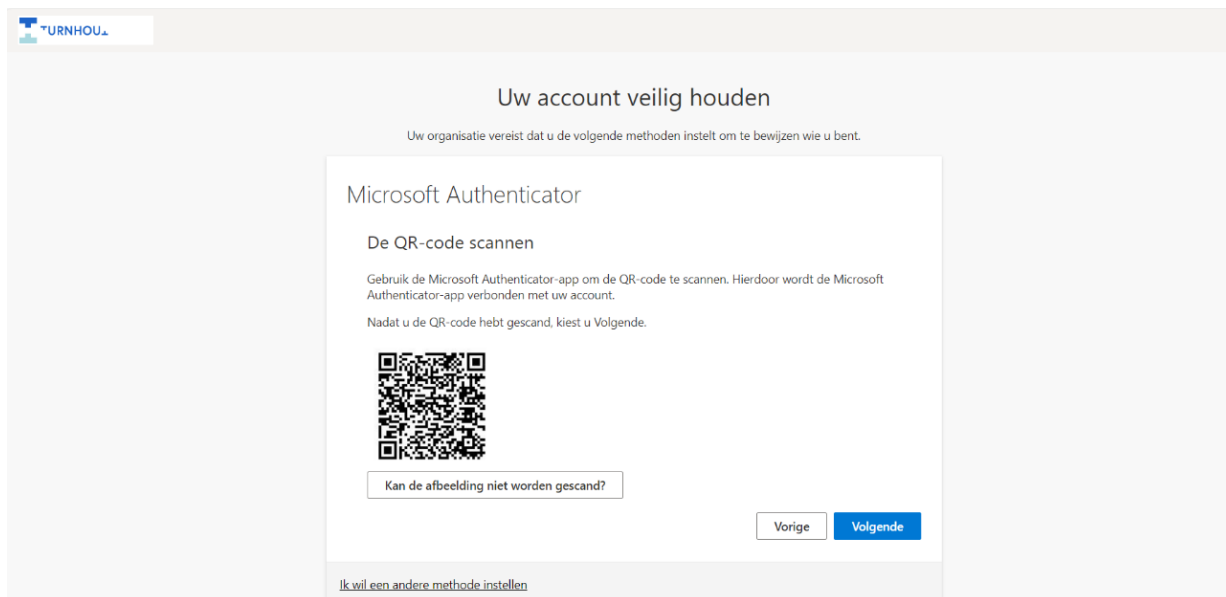 TURNHOUT
Uw account veilig houden
Uw organisatie vereist dat u de volgende methoden instelt om te bewijzen wie u bent.
Microsoft Authenticator
De QR-code scannen
Gebruik de Microsoft Authenticator-app om de QR-code te scannen. Hierdoor wordt de Microsoft
Authenticator-app verbonden met uw account.
Nadat u de QR-code hebt gescand, kiest u Volgende.
Kan de afbeelding niet worden gescand?
Vorige
Volgende
Ik wil een andere methode instellen